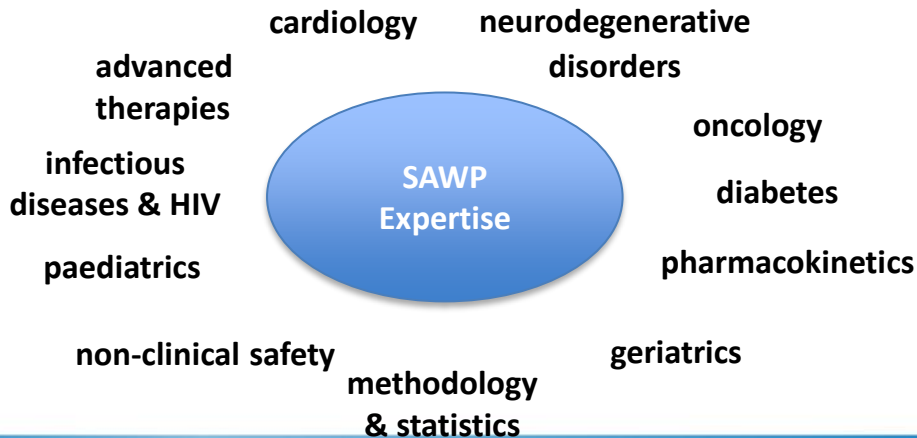 cardiology
neurodegenerative
disorders
advanced
therapies
oncology
infectious
diseases & HIV
SAWP
Expertise
diabetes
paediatrics
pharmacokinetics
non-clinical safety
geriatrics
methodology
& statistics